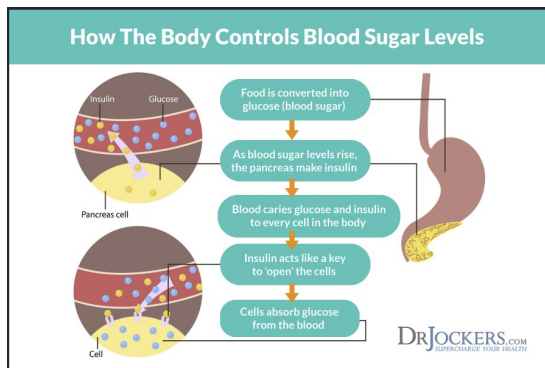 How The Body Controls Blood Sugar Levels
Insulin
Glucose
Pancreas cell
Food is converted into
glucose (blood sugar)
As blood sugar levels rise,
the pancreas make insulin
Blood caries glucose and insulin
to every cell in the body
Insulin acts like a key
to 'open' the cells
Cells absorb glucose
from the blood
Cell
DRJOCKERS.COM
SUPERCHARGE YOUR HEALTH